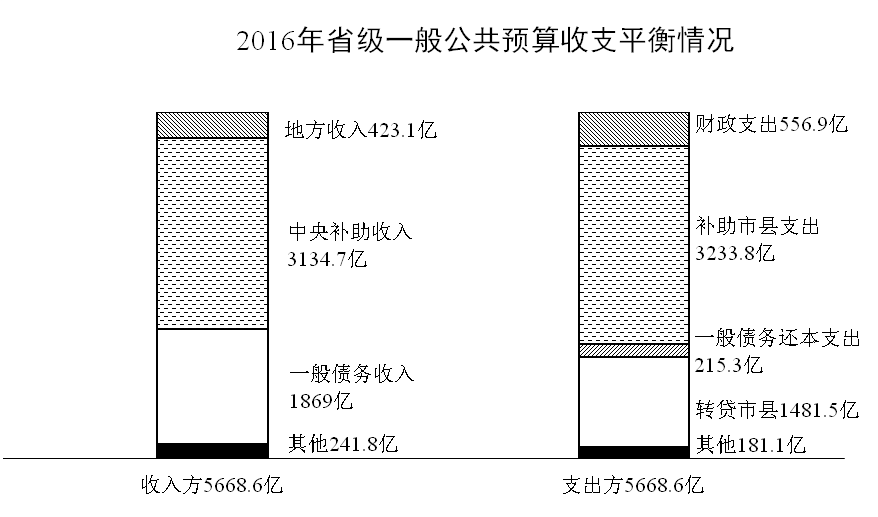 2016年省级一般公共预算收支平衡情况
地方收入423.1亿
中央补助收入
3134.7亿
一般债务收入
1869亿
其他241.8亿
收入方5668.6亿
财政支出556.9亿
补助市县支出
3233.8亿
一般债务还本支出
215.3亿
转贷市县1481.5亿
其他181.1亿
支出方5668.6亿